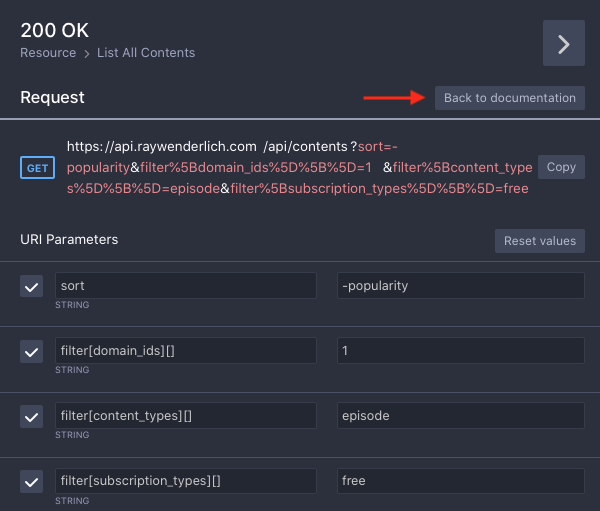 200 OK
Resource > List All Contents
Request
Back to documentation
GET
https://api.raywenderlich.com /api/contents?sort=-
popularity&filter%5Bdomain_ids%5D%5B%5D=1 &filter%5Bcontent_type
s%5D%5B%5D=episode&filter%5Bsubscription_types%5D%5B%5D=free
Copy
URI Parameters
Reset values
sort -popularity
STRING
filter[domain_ids][] 1
STRING
filter[content_types][] episode
STRING
filter[subscription_types][] free
STRING